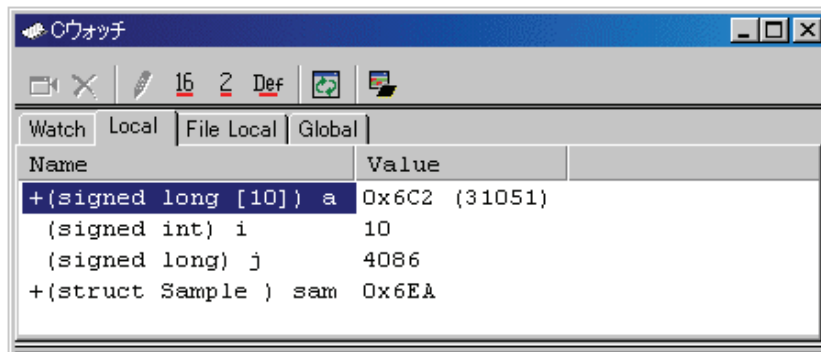 Cウォッチ
16 2 Def
Watch Local File Local Global
Name Value
+(signed long [10]) a 0x6C2 (31051)
(signed int) i 10
(signed long) j 4086
+(struct Sample ) sam 0x6EA